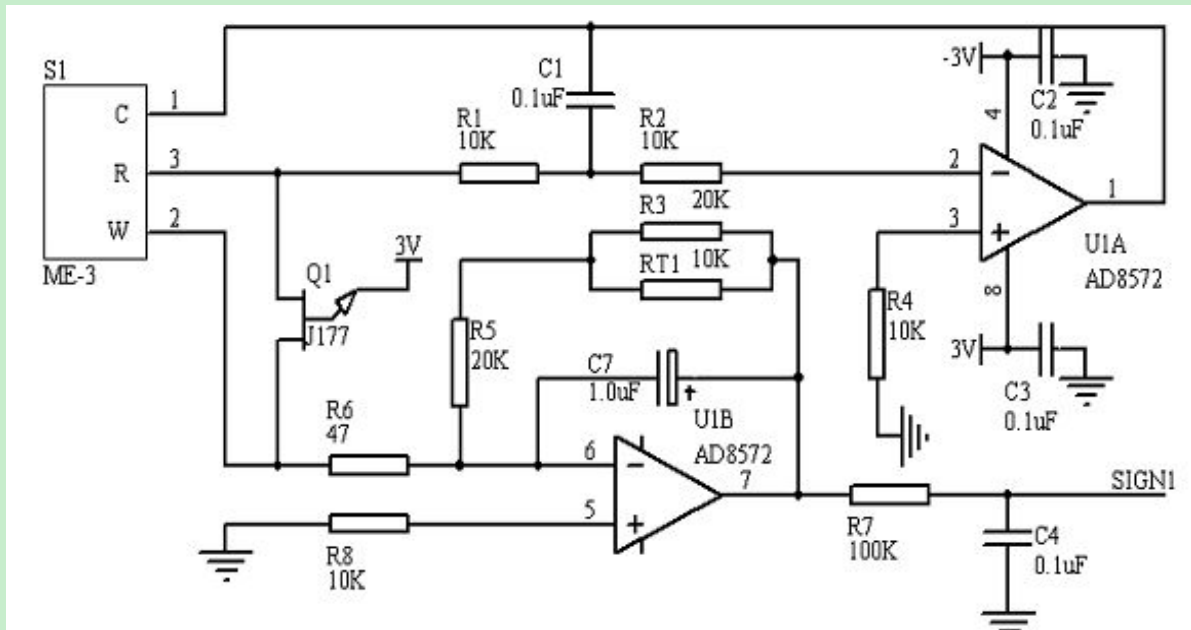 S1
C
1
R
3
W
2
ME-3
C1
0.1uF
R1
10K
R2
10K
20K
R3
10K
RT1
-3V
4
C2
0.1uF
2
3
1
U1A
AD8572
8
3V
C3
0.1uF
R4
10K
3V
Q1
J177
R5
20K
C7
1.0uF
+
U1B
AD8572
R6
47
6
5
7
R8
10K
R7
100K
SIGN1
C4
0.1uF